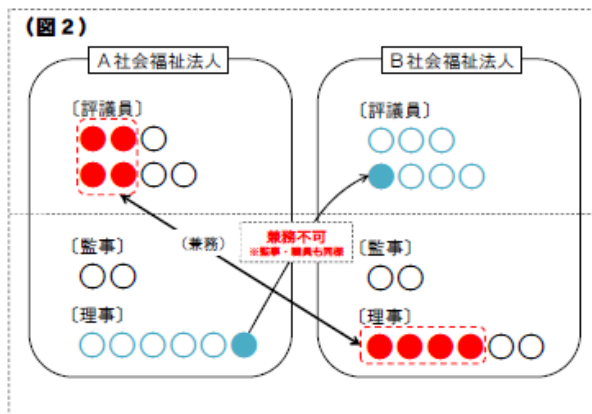 （図２）
Ａ社会福祉法人
Ｂ社会福祉法人
〔評議員〕
〔評議員〕
（兼務）
兼務不可
※監事・職員も同様
〔監事〕
〔監事〕
〔理事〕
〔理事〕